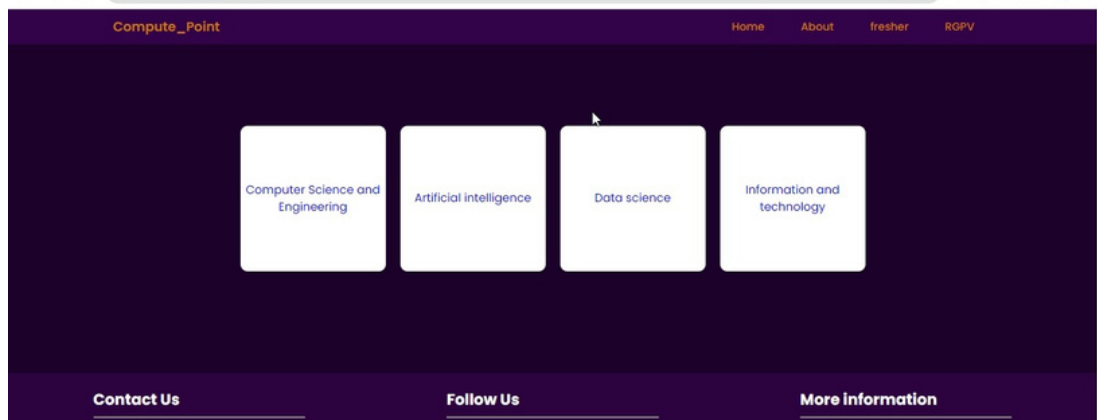 Compute_Point
Home About fresher RGPV
Computer Science and
Engineering
Artificial intelligence
Data science
Information and
technology
Contact Us
Follow Us
More information